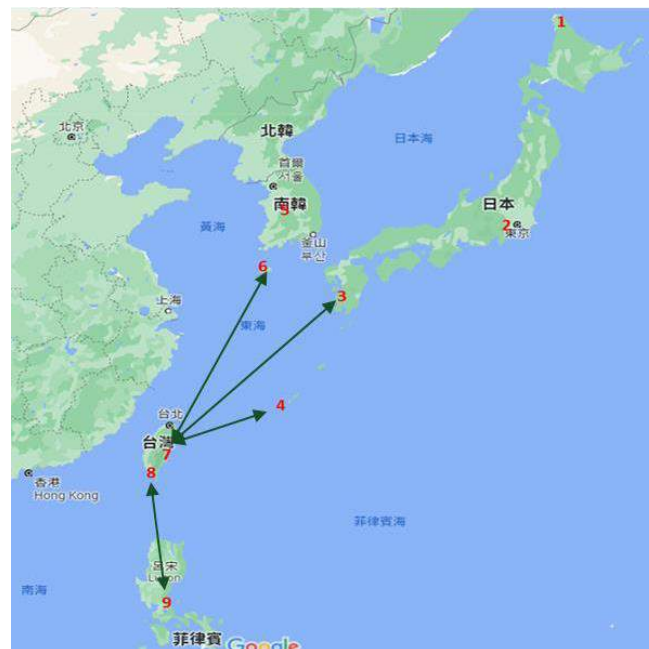 1
北京
北韓
日本海
首爾
서울
南韓
5
日本
2
東京
黃海
釜山
부산
6
3
上海
東海
4
台北
台灣
7
8
香港
Hong Kong
菲律賓海
呂宋
Luzon
南海
9
菲律賓
Google